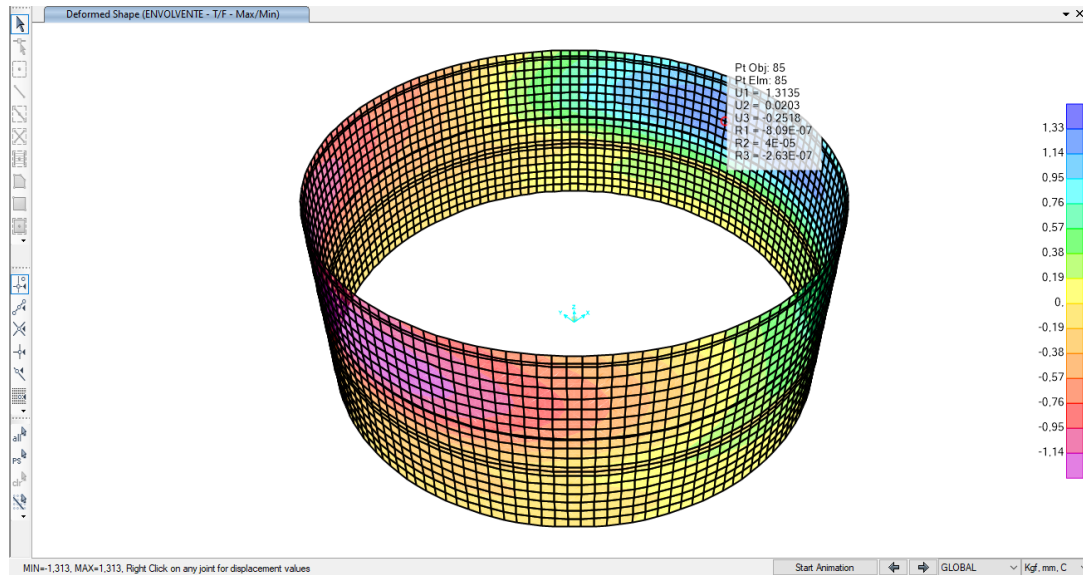 Deformed Shape (ENVOLVENTE - T/F - Max/Min)
Pt Obj: 85
Pt Elm: 85
U1 = 1.3135
U2 = 0.0203
U3 = -0.2518
R1 = -8.09E-07
R2 = 4E-05
R3 = -2.63E-07
1,33
1,14
0,95
0,76
0,57
0,38
0,19
0,
-0,19
-0,38
-0,57
-0,76
-0,95
-1,14
all
PS
clr
MIN=-1,313, MAX=1,313, Right Click on any joint for displacement values
Start Animation
GLOBAL
Kgf, mm, C